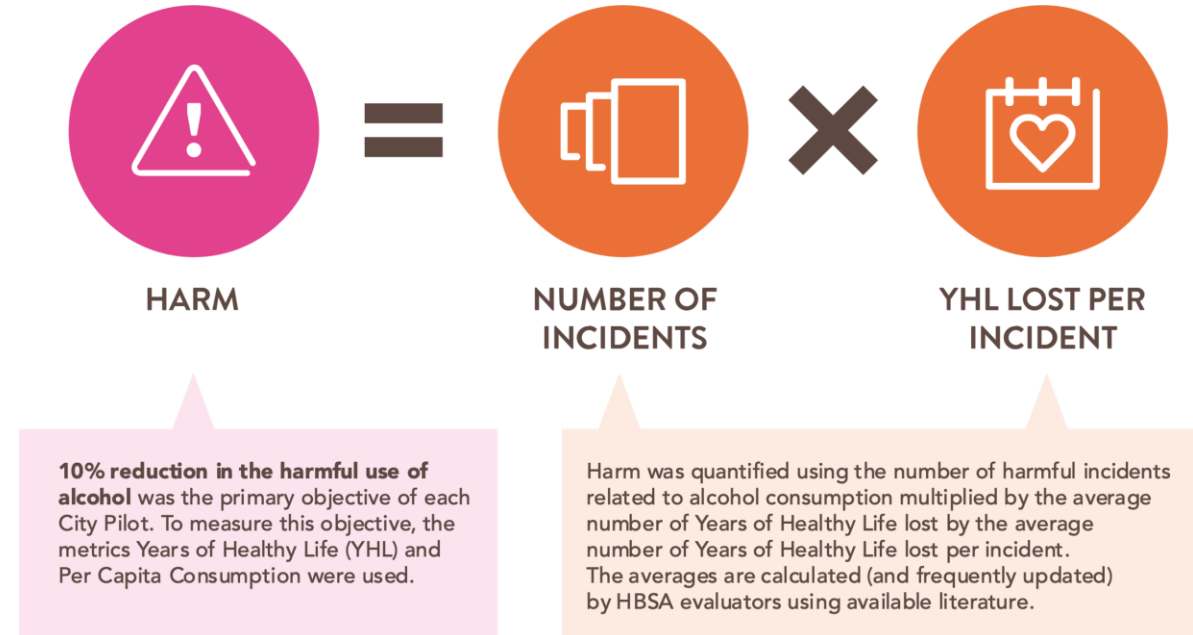 HARM
NUMBER OF
INCIDENTS
YHL LOST PER
INCIDENT
10% reduction in the harmful use of
alcohol was the primary objective of each
City Pilot. To measure this objective, the
metrics Years of Healthy Life (YHL) and
Per Capita Consumption were used.
Harm was quantified using the number of harmful incidents
related to alcohol consumption multiplied by the average
number of Years of Healthy Life lost by the average
number of Years of Healthy Life lost per incident.
The averages are calculated (and frequently updated)
by HBSA evaluators using available literature.